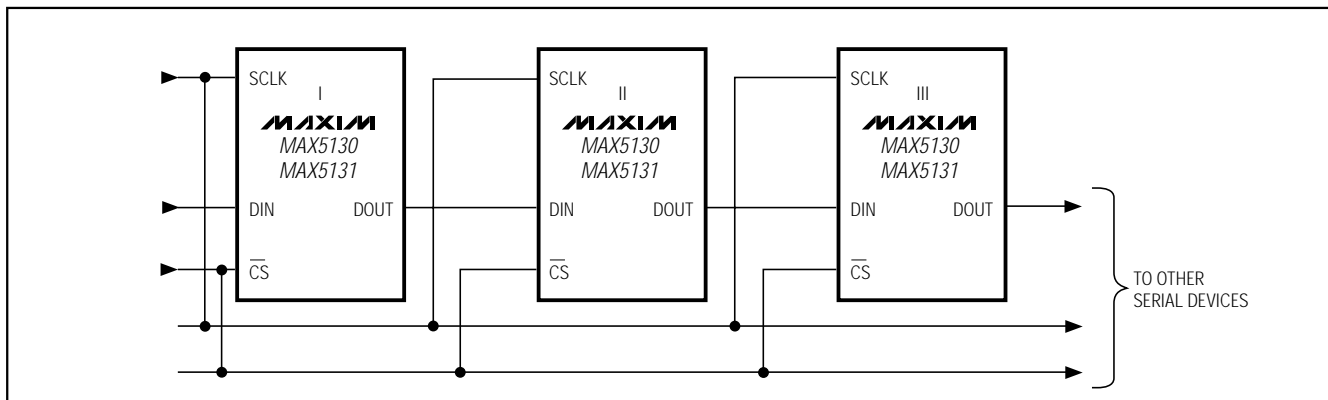 SCLK
I
MAXIM
MAX5130
MAX5131
DIN
DOUT
CS
SCLK
II
MAXIM
MAX5130
MAX5131
DIN
DOUT
CS
SCLK
III
MAXIM
MAX5130
MAX5131
DIN
DOUT
CS
TO OTHER
SERIAL DEVICES